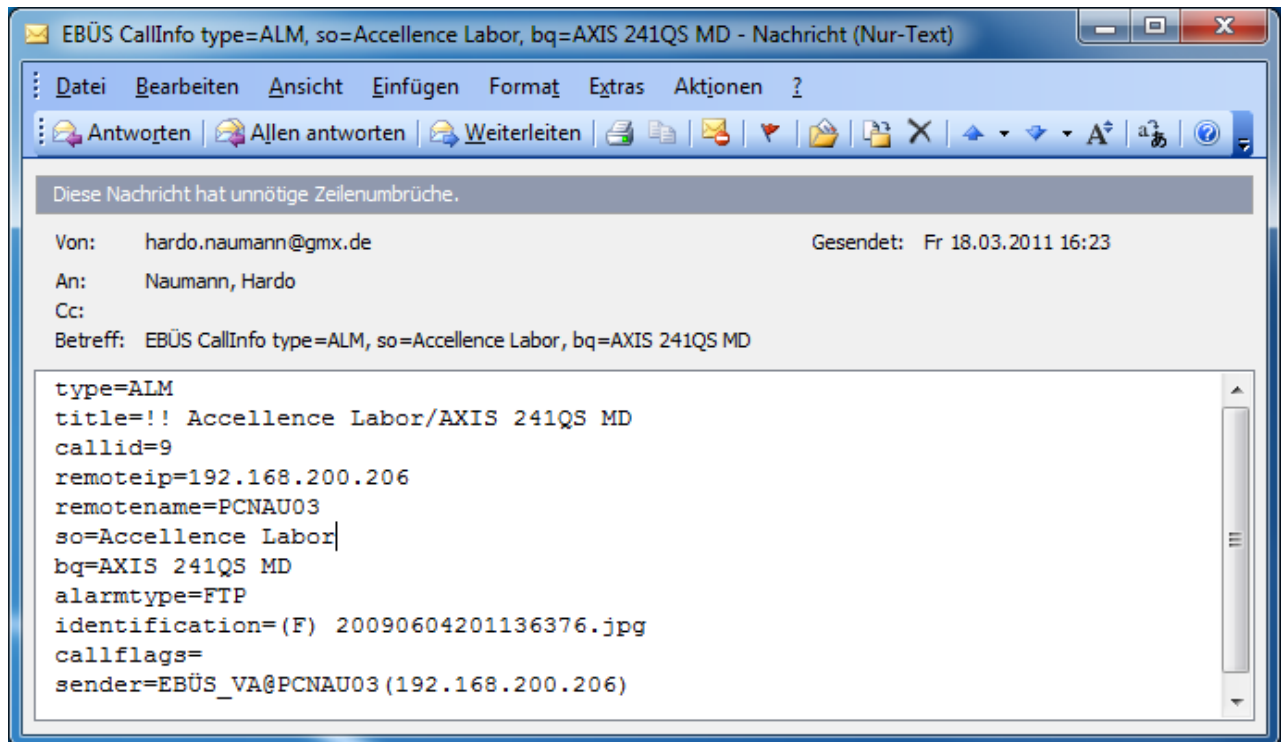 EBÜS CallInfo type=ALM, so=Accellence Labor, bq=AXIS 241QS MD - Nachricht (Nur-Text)
Datei Bearbeiten Ansicht Einfügen Format Extras Aktionen ?
Antworten Allen antworten Weiterleiten
Diese Nachricht hat unnötige Zeilenumbrüche.
Von: hardo.naumann@gmx.de Gesendet: Fr 18.03.2011 16:23
An: Naumann, Hardo
Cc:
Betreff: EBÜS CallInfo type=ALM, so=Accellence Labor, bq=AXIS 241QS MD
type=ALM
title=!! Accellence Labor/AXIS 241QS MD
callid=9
remoteip=192.168.200.206
remotename=PCNAU03
so=Accellence Labor
bq=AXIS 241QS MD
alarmtype=FTP
identification=(F) 20090604201136376.jpg
callflags=
sender=EBÜS_VA@PCNAU03(192.168.200.206)